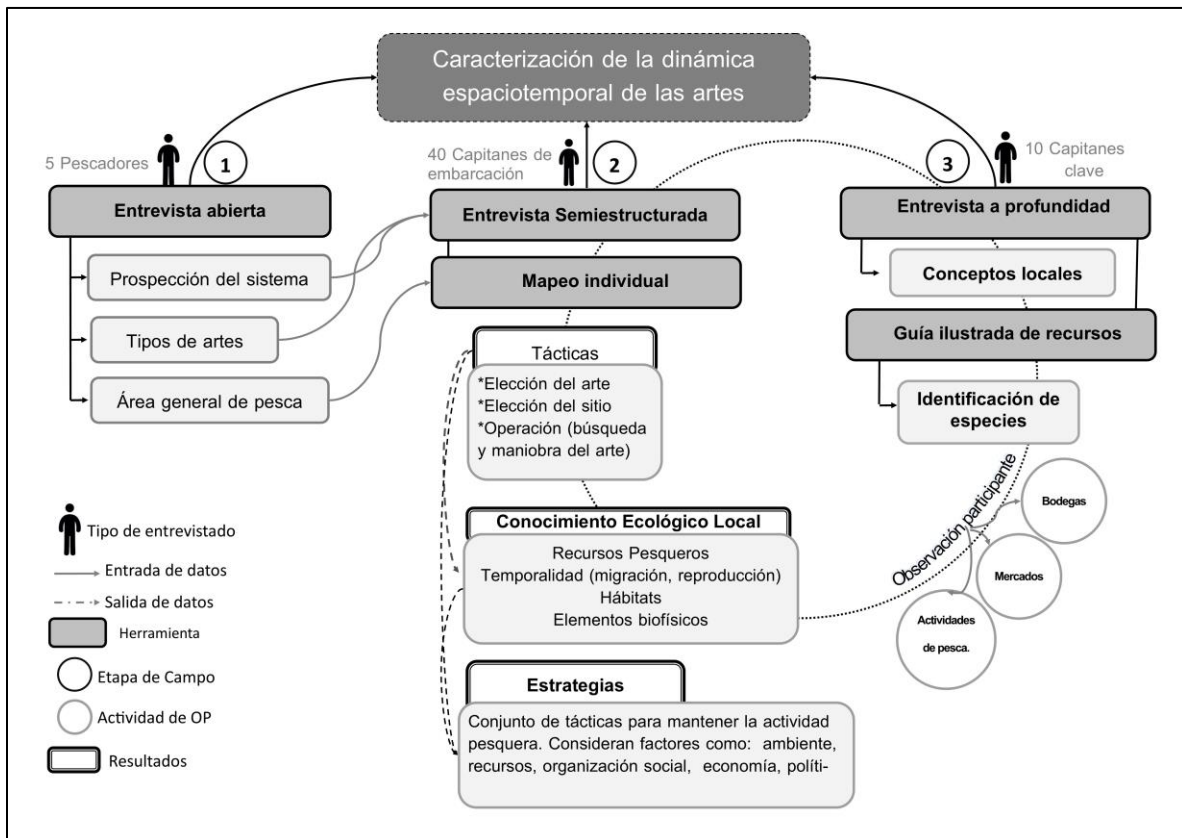 Caracterización de la dinámica
espaciotemporal de las artes
5 Pescadores
1
Entrevista abierta
Prospección del sistema
Tipos de artes
Área general de pesca
40 Capitanes de
embarcación
2
Entrevista Semiestructurada
Mapeo individual
Tácticas
*Elección del arte
*Elección del sitio
*Operación (búsqueda
y maniobra del arte)
Conocimiento Ecológico Local
Recursos Pesqueros
Temporalidad (migración, reproducción)
Hábitats
Elementos biofísicos
Estrategias
Conjunto de tácticas para mantener la actividad
pesquera. Consideran factores como: ambiente,
recursos, organización social, economía, políti-
3
10 Capitanes
clave
Entrevista a profundidad
Conceptos locales
Guía ilustrada de recursos
Identificación de
especies
Observación participante
Bodegas
Mercados
Actividades
de pesca.
Tipo de entrevistado
Entrada de datos
Salida de datos
Herramienta
Etapa de Campo
Actividad de OP
Resultados